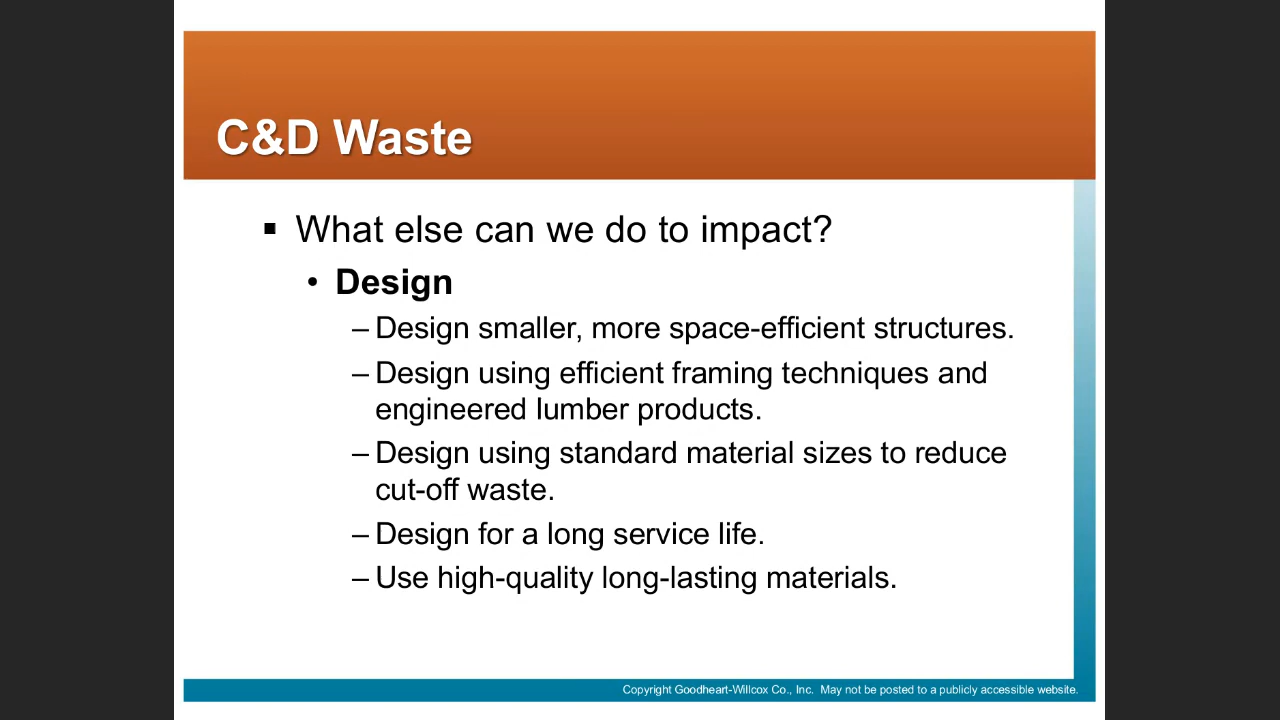 C&D Waste
▪ What else can we do to impact?
• Design
– Design smaller, more space-efficient structures.
– Design using efficient framing techniques and
engineered lumber products.
– Design using standard material sizes to reduce
cut-off waste.
– Design for a long service life.
– Use high-quality long-lasting materials.
Copyright Goodheart-Willcox Co., Inc.  May not be posted to a publicly accessible website.